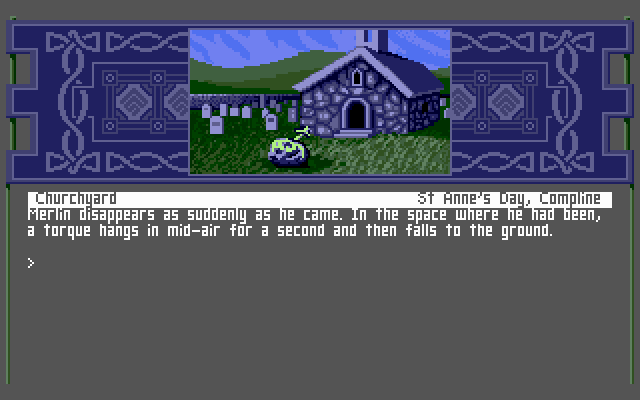 Churchyard St Anne's Day, Compline
Merlin disappears as suddenly as he came. In the space where he had been,
a torque hangs in mid-air for a second and then falls to the ground.
>